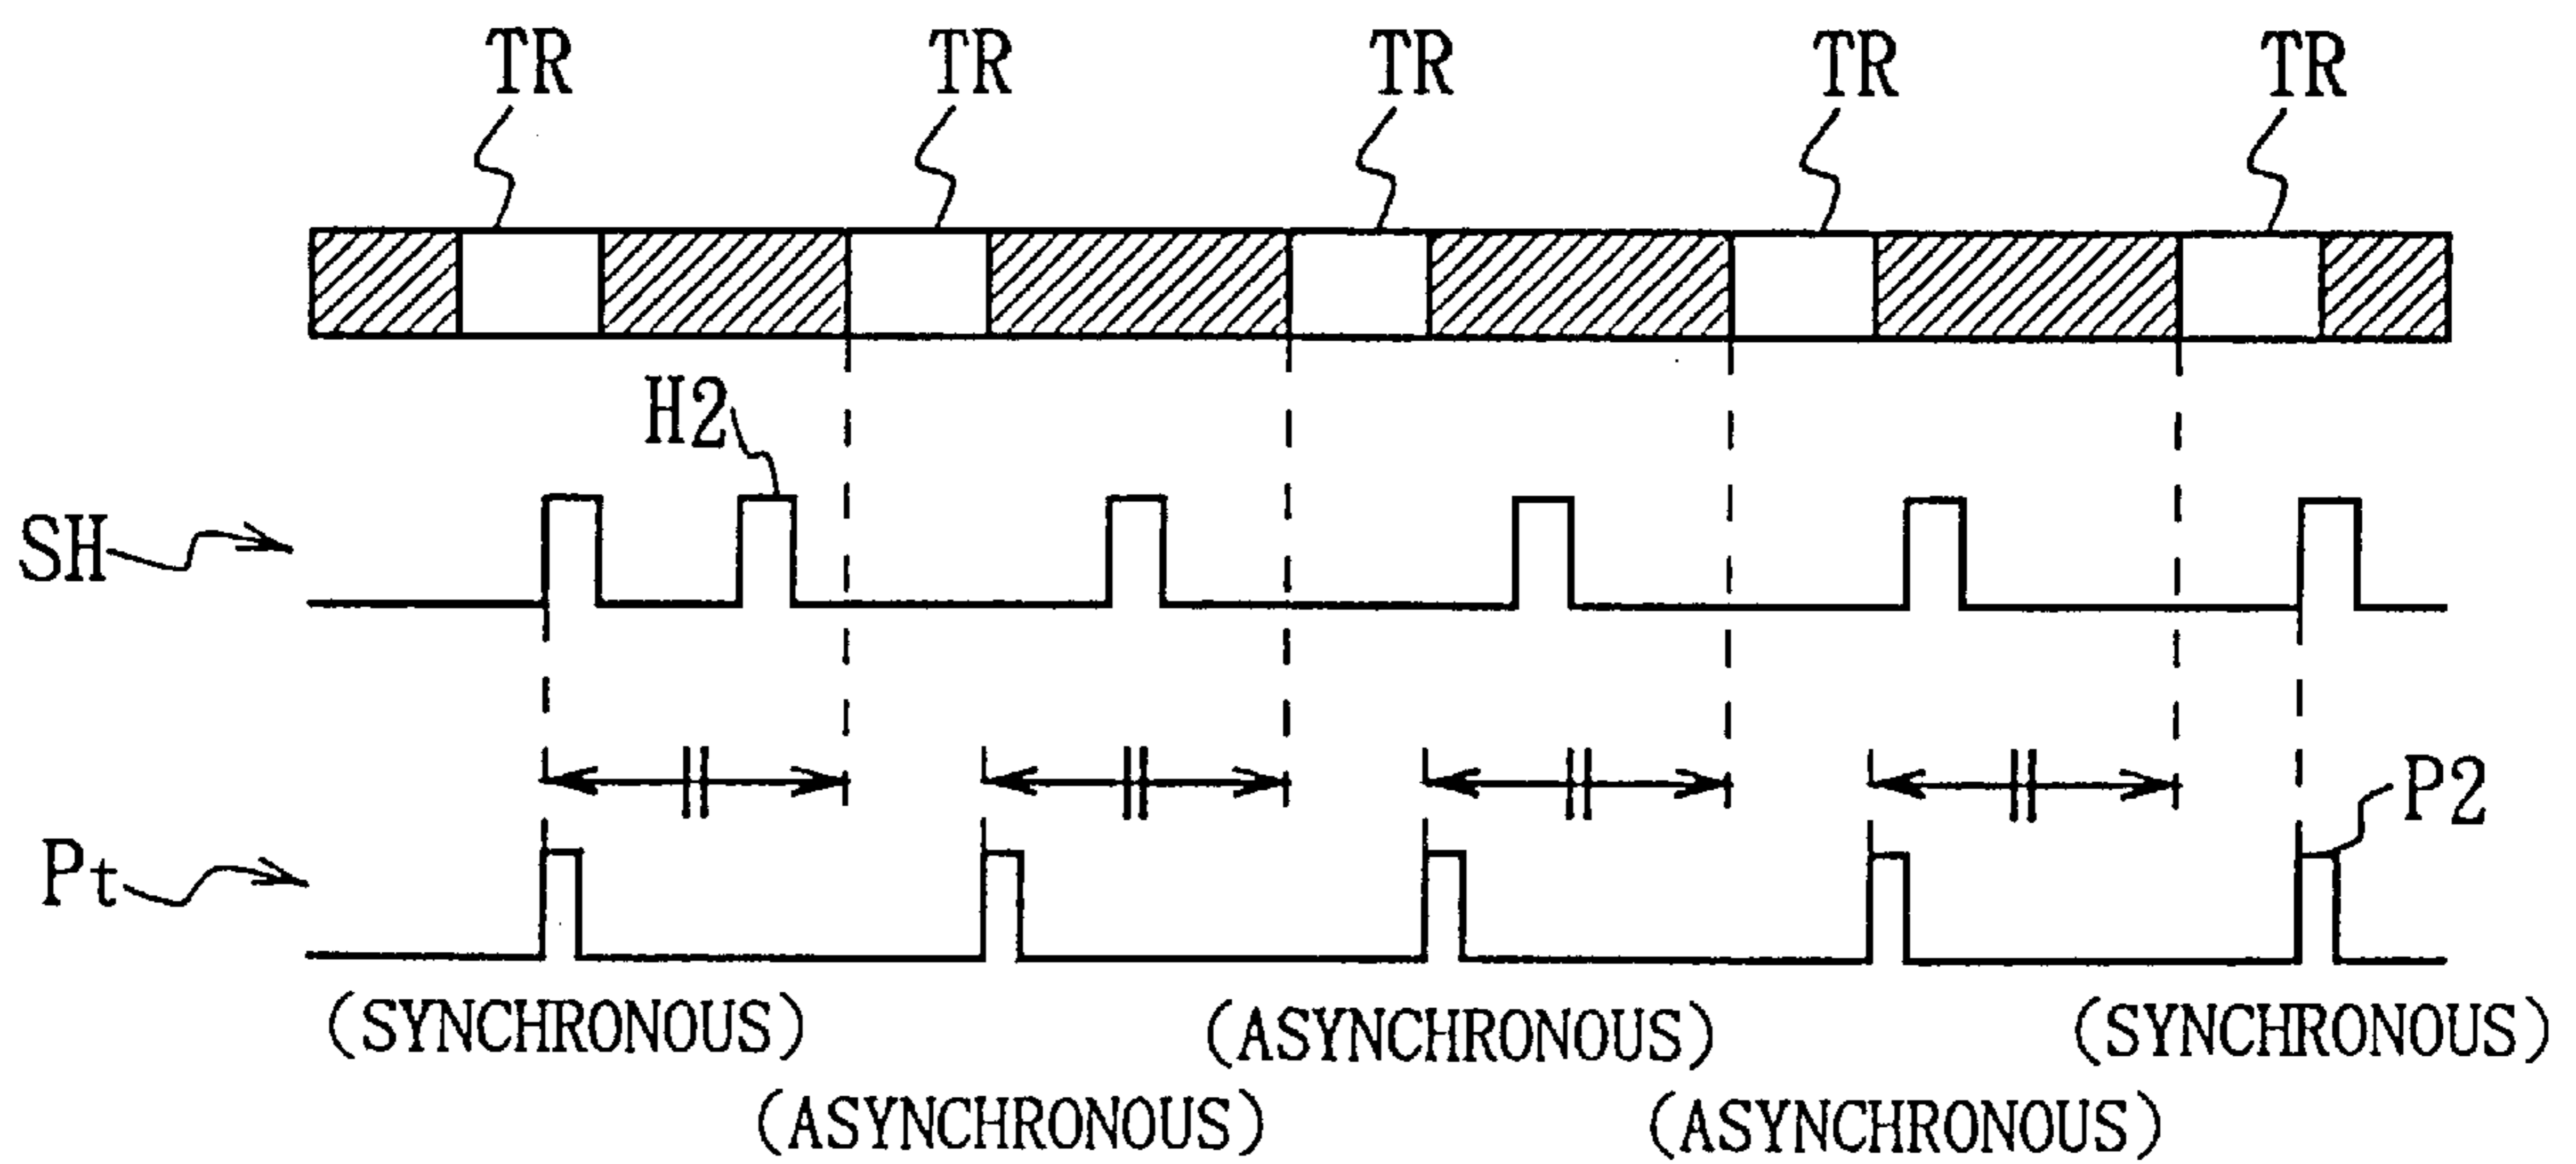 TR TR TR TR TR
H2
SH
P2
Pt
(SYNCHRONOUS) (ASYNCHRONOUS) (SYNCHRONOUS)
(ASYNCHRONOUS) (ASYNCHRONOUS)